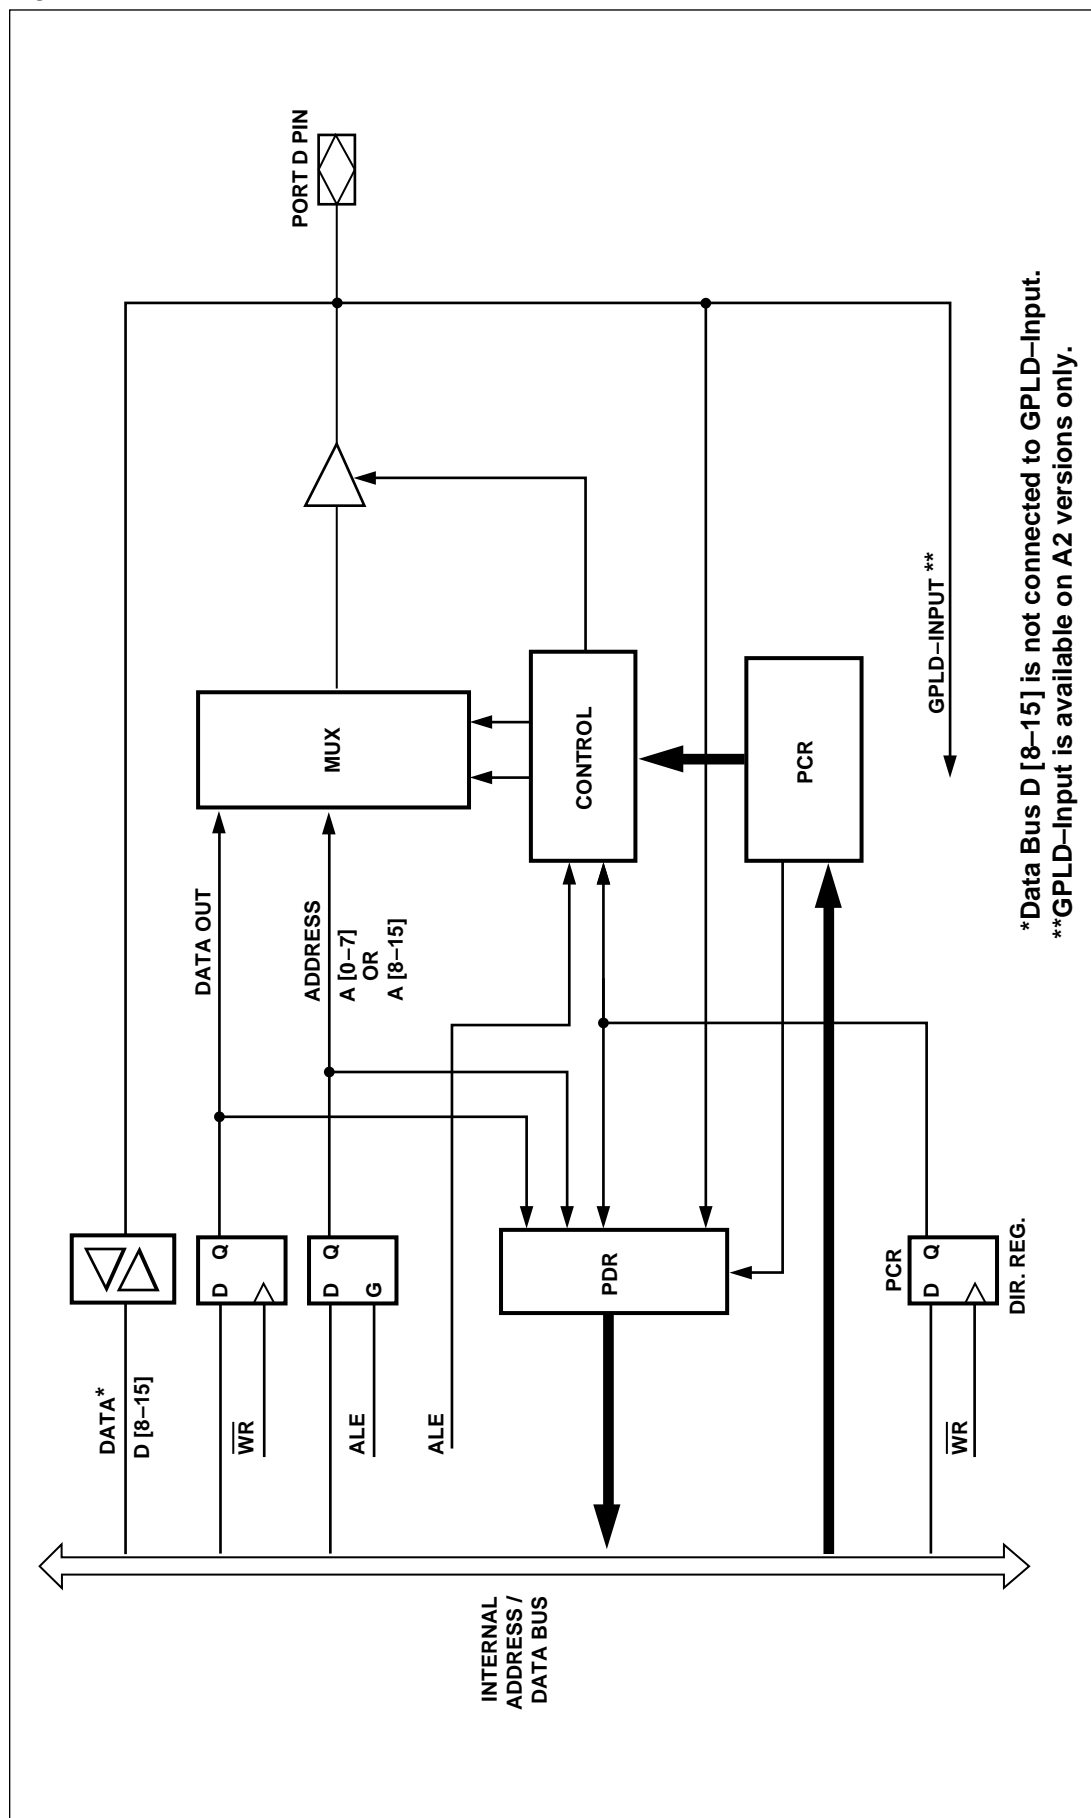 INTERNAL
ADDRESS /
DATA BUS
DATA*
D [8–15]
WR
ALE
ALE
WR
D Q
D Q
G
PDR
PCR
D Q
DIR. REG.
DATA OUT
ADDRESS
A [0–7]
OR
A [8–15]
MUX
CONTROL
PCR
GPLD–INPUT **
PORT D PIN
*Data Bus D [8–15] is not connected to GPLD–Input.
**GPLD–Input is available on A2 versions only.